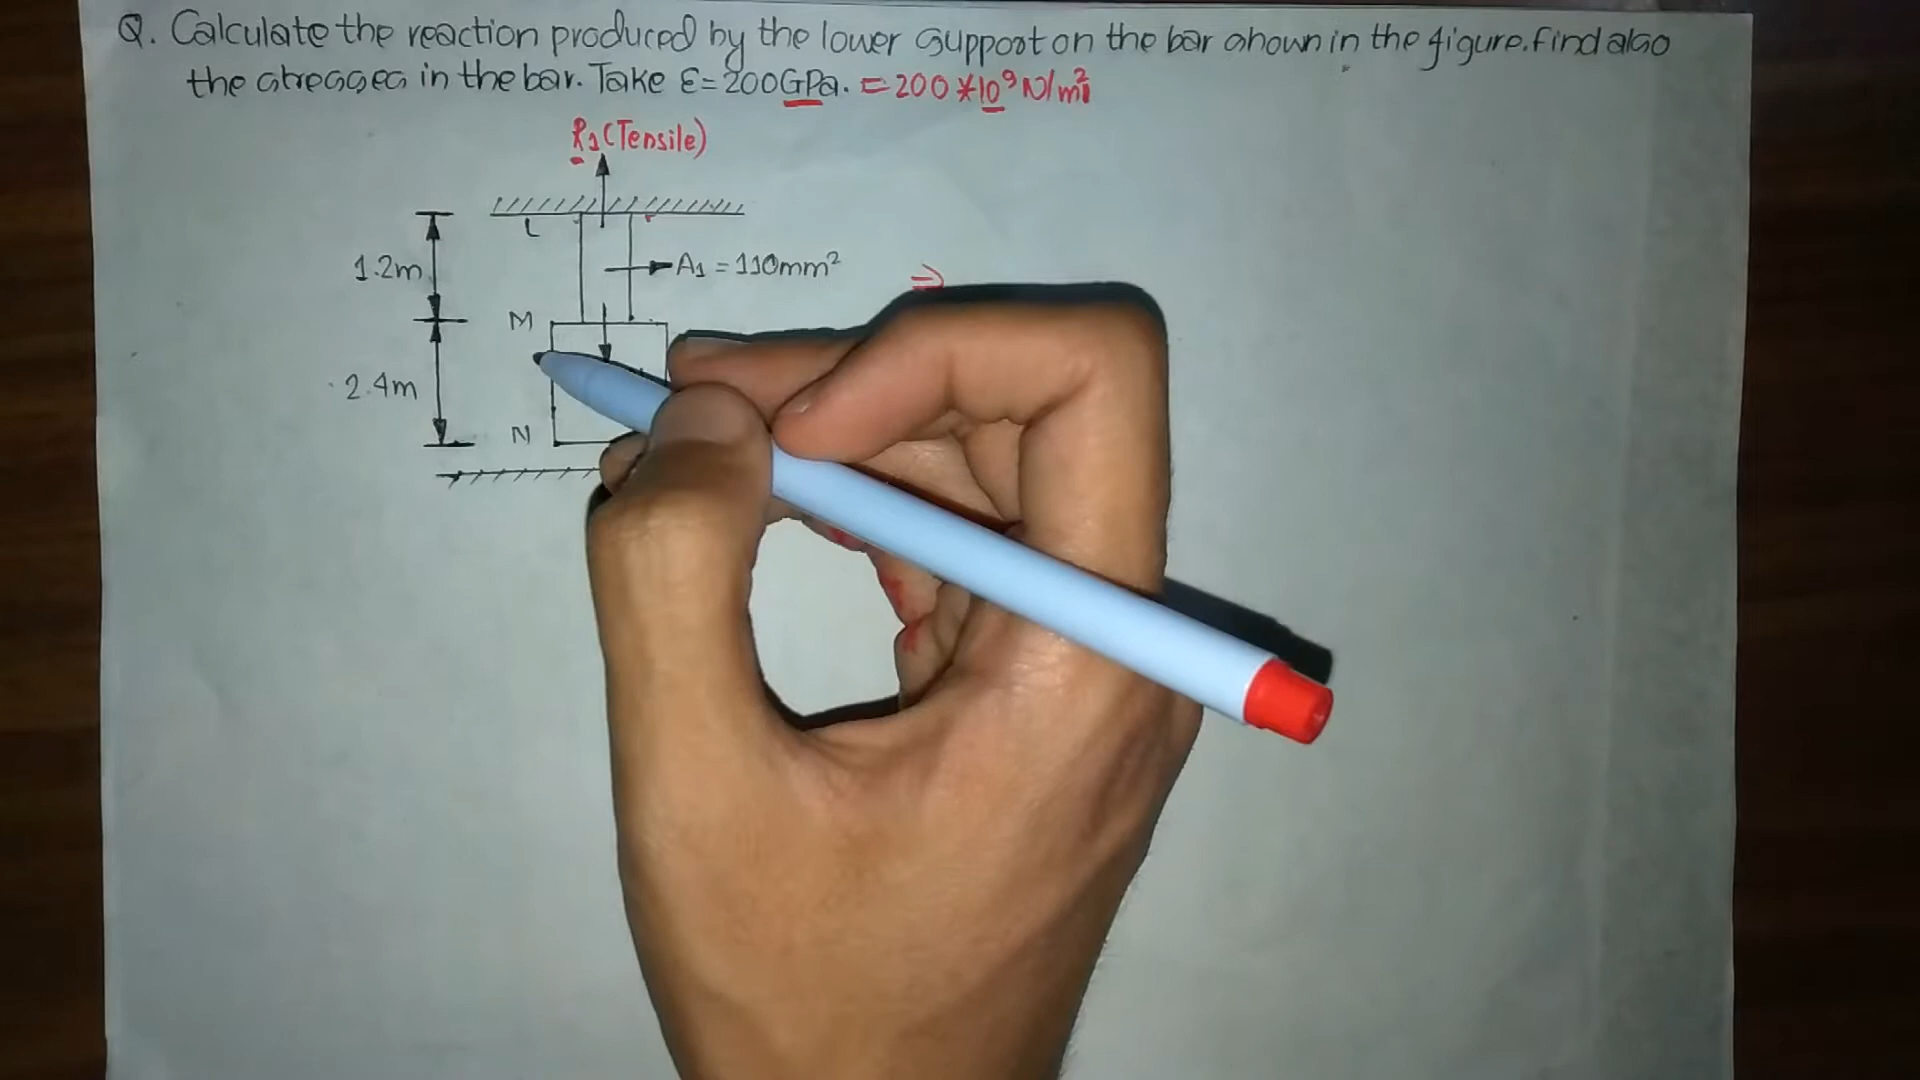 Q. Calculate the reaction produced by the lower support on the bar shown in the figure. Find also
the stresses in the bar. Take E = 200GPa. = 200 * 10⁹ N/m²
R₁ (Tensile)
L
1.2m
A₁ = 110mm²
⇒
M
2.4m
N